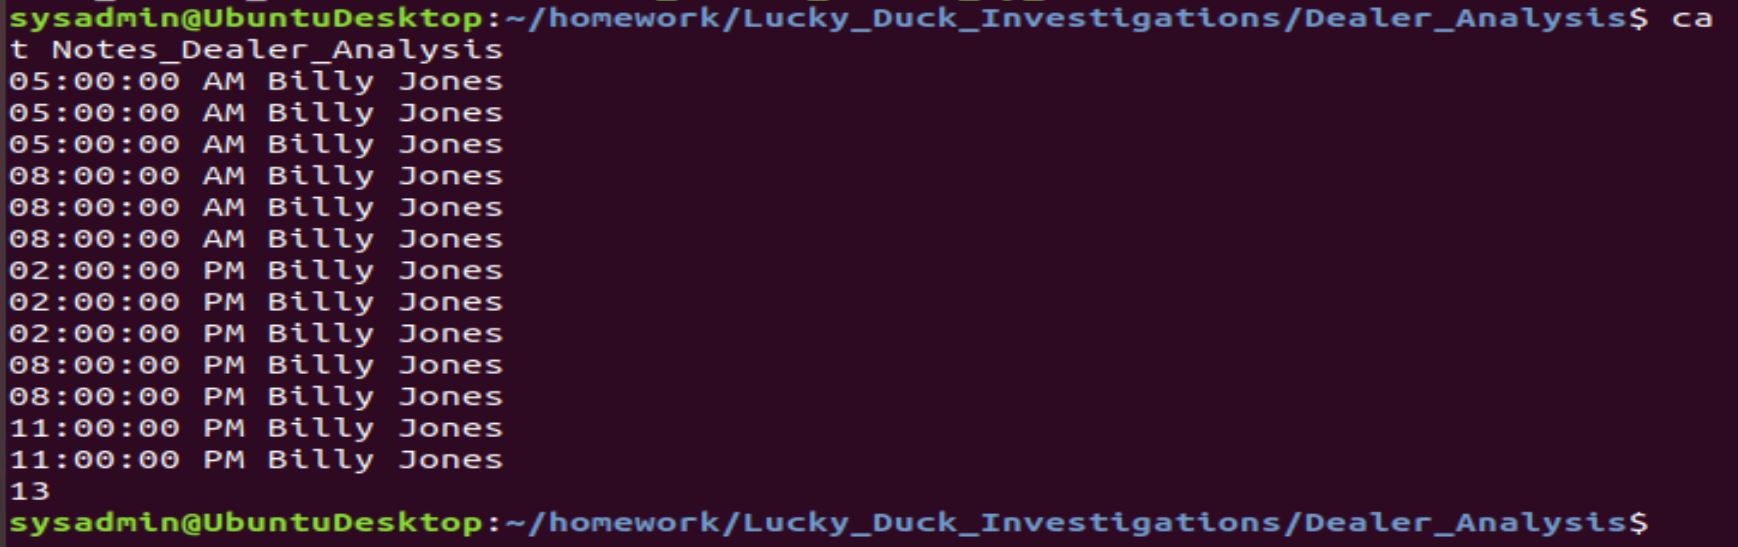 sysadmin@UbuntuDesktop:~/homework/Lucky_Duck_Investigations/Dealer_Analysis$ ca
t Notes_Dealer_Analysis
05:00:00 AM Billy Jones
05:00:00 AM Billy Jones
05:00:00 AM Billy Jones
08:00:00 AM Billy Jones
08:00:00 AM Billy Jones
08:00:00 AM Billy Jones
02:00:00 PM Billy Jones
02:00:00 PM Billy Jones
02:00:00 PM Billy Jones
08:00:00 PM Billy Jones
08:00:00 PM Billy Jones
11:00:00 PM Billy Jones
11:00:00 PM Billy Jones
13
sysadmin@UbuntuDesktop:~/homework/Lucky_Duck_Investigations/Dealer_Analysis$